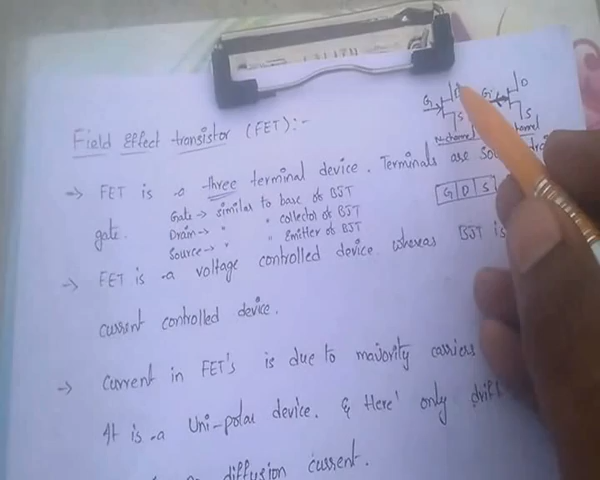 Field Effect transistor (FET):-
G D S G D S
N-channel channel
→ FET is a three terminal device. Terminals are
gate. Gate → similar to base of BJT
Drain → " " collector of BJT
Source → " " Emitter of BJT
G D S
→ FET is a voltage controlled device whereas BJT is
current controlled device.
→ current in FET's is due to majority carriers
It is a Uni-polar device. & Here' only drift
diffusion current.